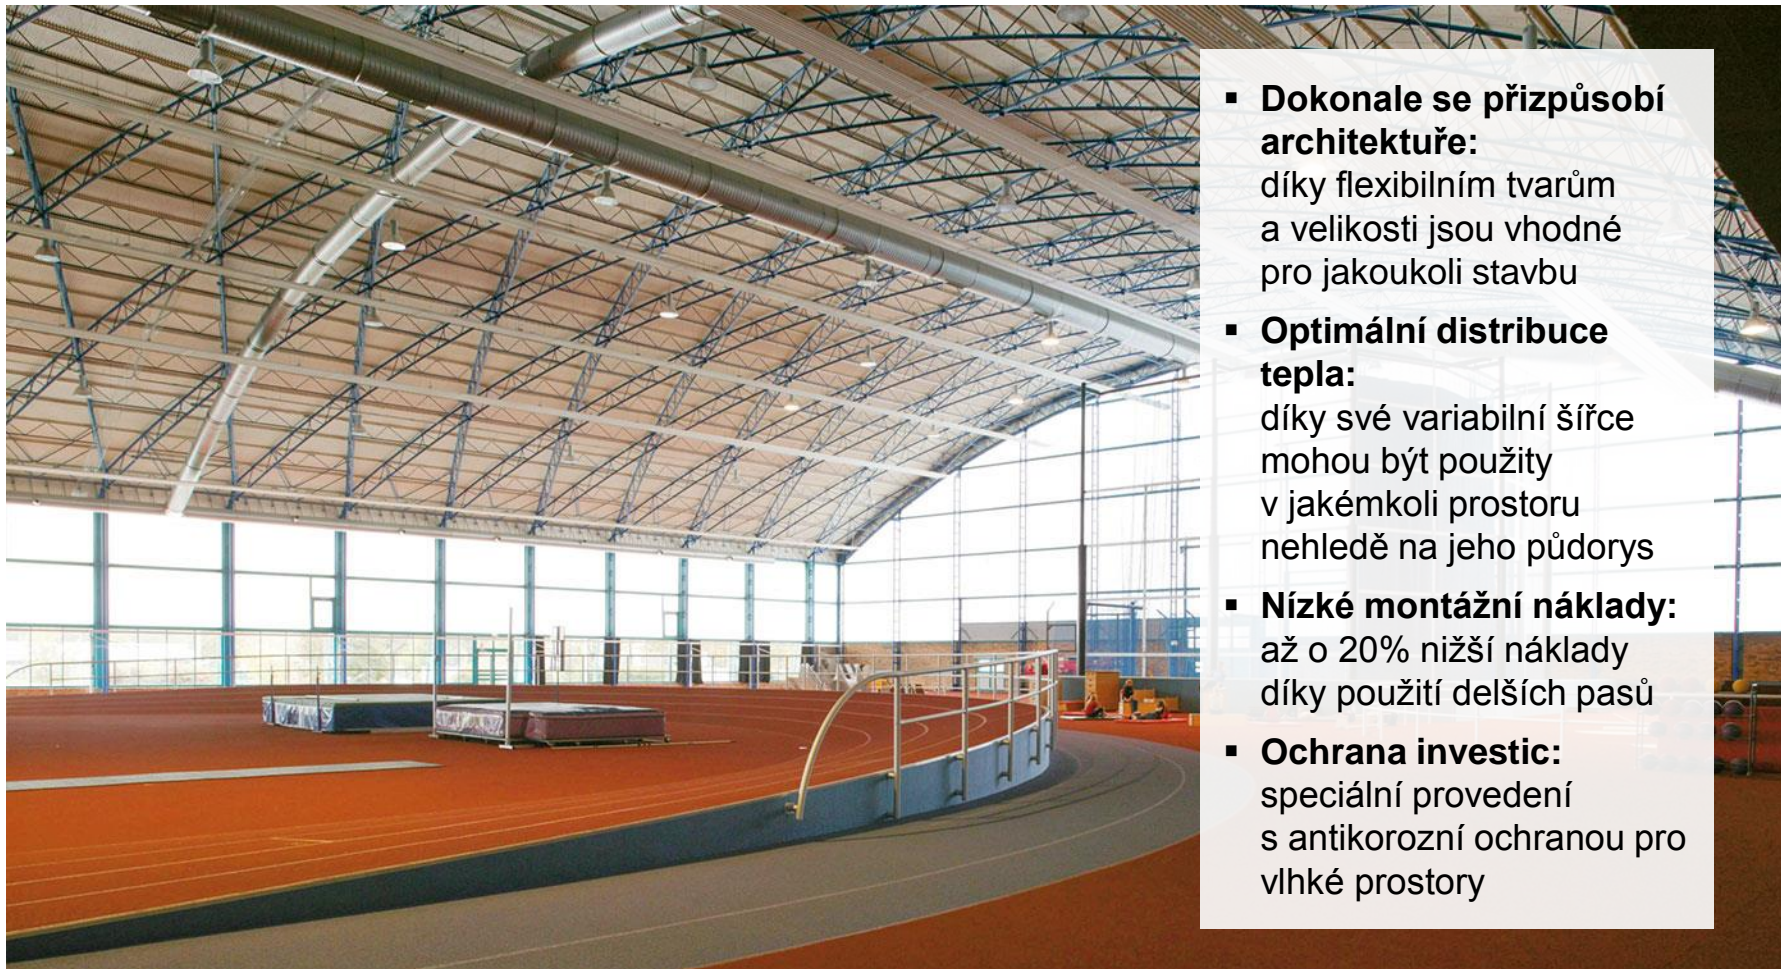 ▪ Dokonale se přizpůsobí
architektuře:
díky flexibilním tvarům
a velikosti jsou vhodné
pro jakoukoli stavbu
▪ Optimální distribuce
tepla:
díky své variabilní šířce
mohou být použity
v jakémkoli prostoru
nehledě na jeho půdorys
▪ Nízké montážní náklady:
až o 20% nižší náklady
díky použití delších pasů
▪ Ochrana investic:
speciální provedení
s antikorozní ochranou pro
vlhké prostory